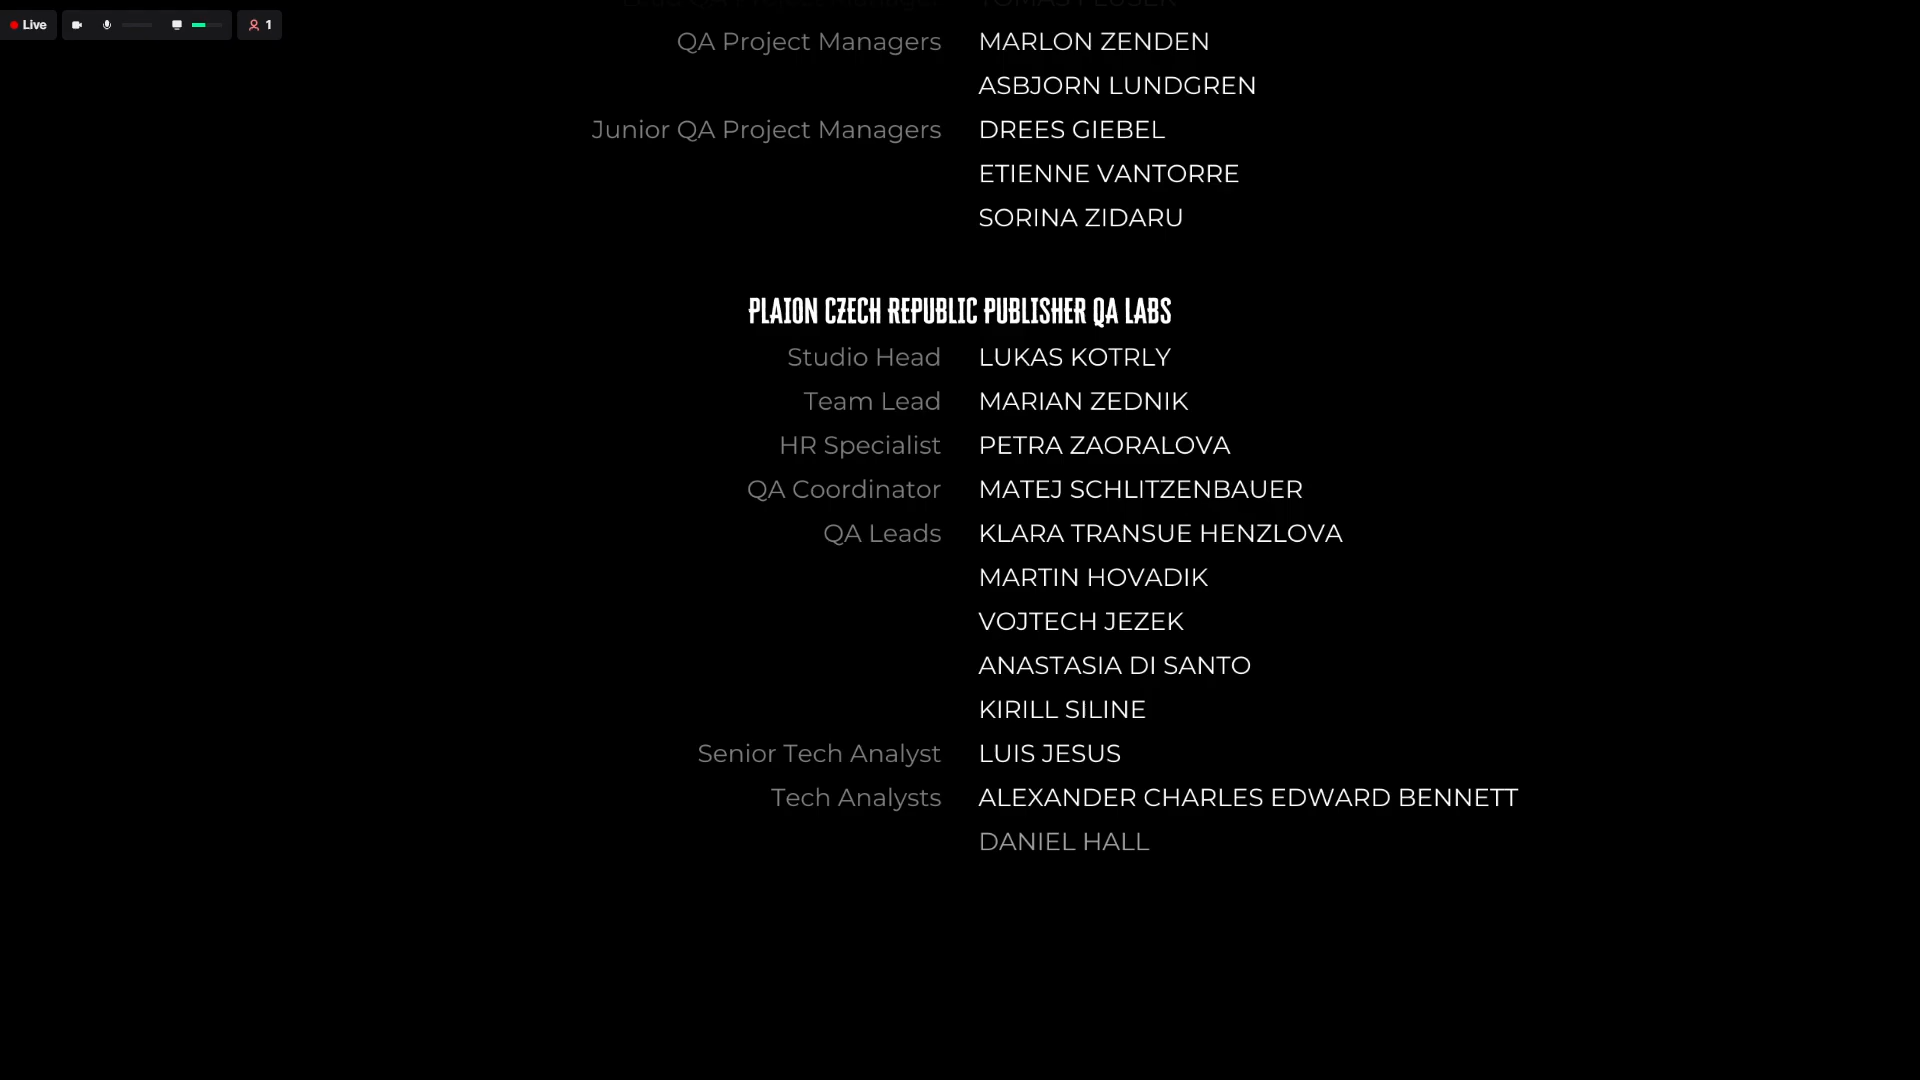 Live
1
QA Project Managers MARLON ZENDEN
ASBJORN LUNDGREN
Junior QA Project Managers DREES GIEBEL
ETIENNE VANTORRE
SORINA ZIDARU
PLAION CZECH REPUBLIC PUBLISHER QA LABS
Studio Head LUKAS KOTRLY
Team Lead MARIAN ZEDNIK
HR Specialist PETRA ZAORALOVA
QA Coordinator MATEJ SCHLITZENBAUER
QA Leads KLARA TRANSUE HENZLOVA
MARTIN HOVADIK
VOJTECH JEZEK
ANASTASIA DI SANTO
KIRILL SILINE
Senior Tech Analyst LUIS JESUS
Tech Analysts ALEXANDER CHARLES EDWARD BENNETT
DANIEL HALL